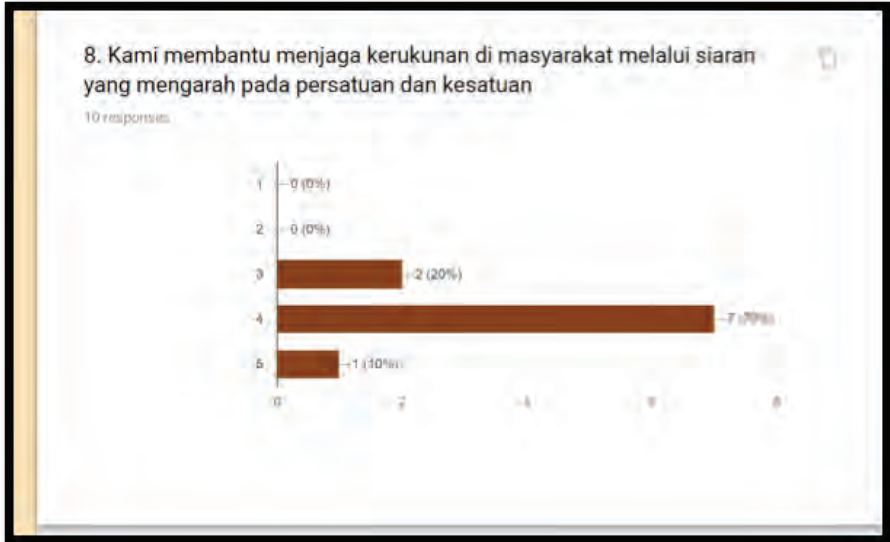 8. Kami membantu menjaga kerukunan di masyarakat melalui siaran
yang mengarah pada persatuan dan kesatuan
10 responses
1 0 (0%)
2 0 (0%)
3 2 (20%)
4 7 (70%)
5 1 (10%)
0 2 4 6 8